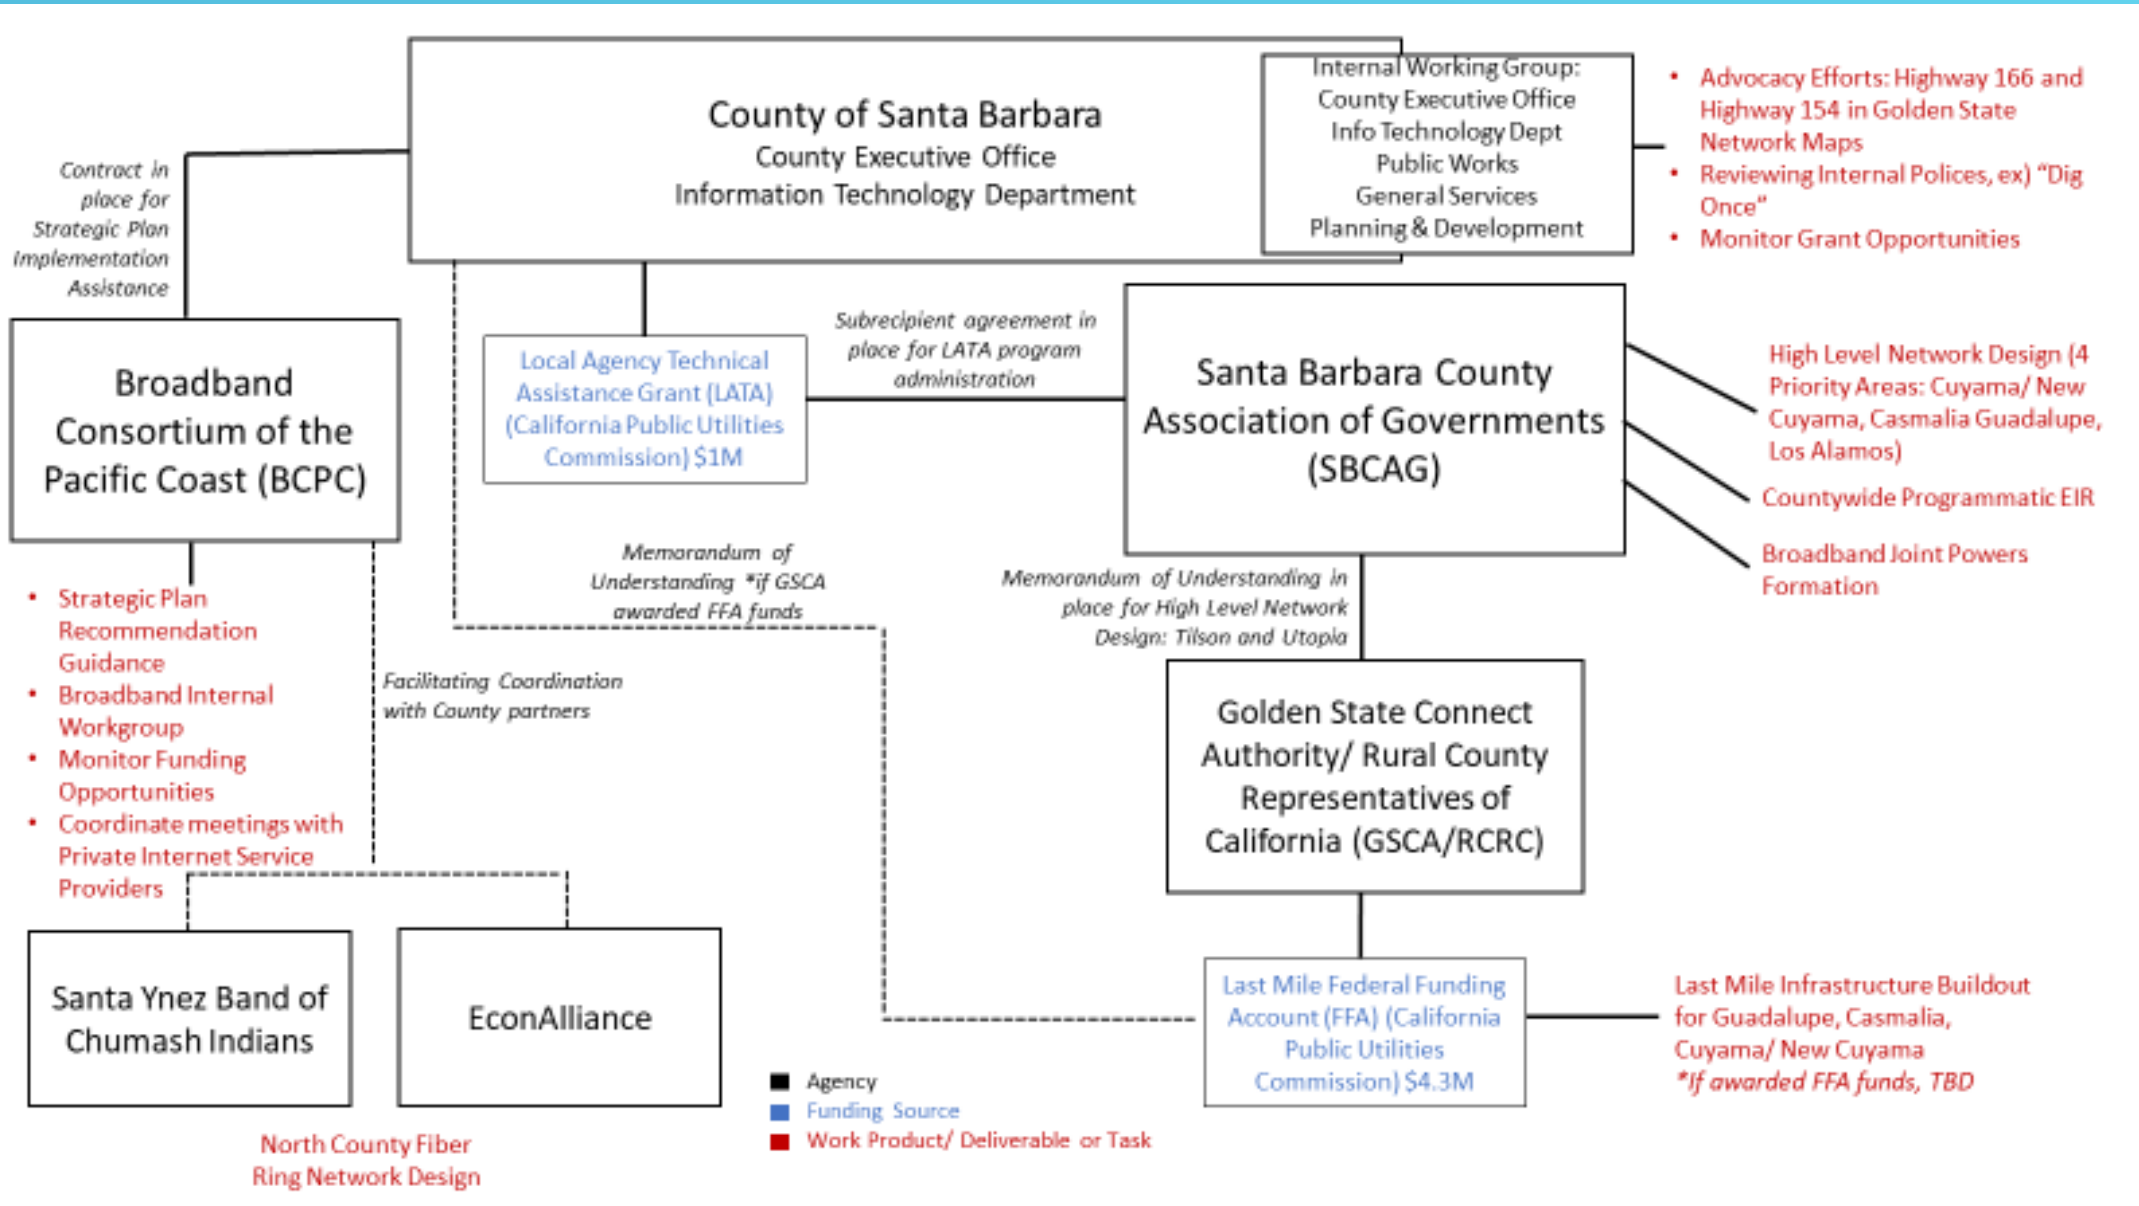 County of Santa Barbara
County Executive Office
Information Technology Department
Internal Working Group:
County Executive Office
Info Technology Dept
Public Works
General Services
Planning & Development
• Advocacy Efforts: Highway 166 and
Highway 154 in Golden State
Network Maps
• Reviewing Internal Polices, ex) “Dig
Once”
• Monitor Grant Opportunities
Contract in
place for
Strategic Plan
Implementation
Assistance
Broadband
Consortium of the
Pacific Coast (BCPC)
Local Agency Technical
Assistance Grant (LATA)
(California Public Utilities
Commission) $1M
Subrecipient agreement in
place for LATA program
administration
Santa Barbara County
Association of Governments
(SBCAG)
High Level Network Design (4
Priority Areas: Cuyama/ New
Cuyama, Casmalia Guadalupe,
Los Alamos)
Countywide Programmatic EIR
Broadband Joint Powers
Formation
Memorandum of
Understanding *if GSCA
awarded FFA funds
Memorandum of Understanding in
place for High Level Network
Design: Tilson and Utopia
• Strategic Plan
Recommendation
Guidance
• Broadband Internal
Workgroup
• Monitor Funding
Opportunities
• Coordinate meetings with
Private Internet Service
Providers
Facilitating Coordination
with County partners
Golden State Connect
Authority/ Rural County
Representatives of
California (GSCA/RCRC)
Santa Ynez Band of
Chumash Indians
EconAlliance
Last Mile Federal Funding
Account (FFA) (California
Public Utilities
Commission) $4.3M
Last Mile Infrastructure Buildout
for Guadalupe, Casmalia,
Cuyama/ New Cuyama
*If awarded FFA funds, TBD
Agency
Funding Source
Work Product/ Deliverable or Task
North County Fiber
Ring Network Design